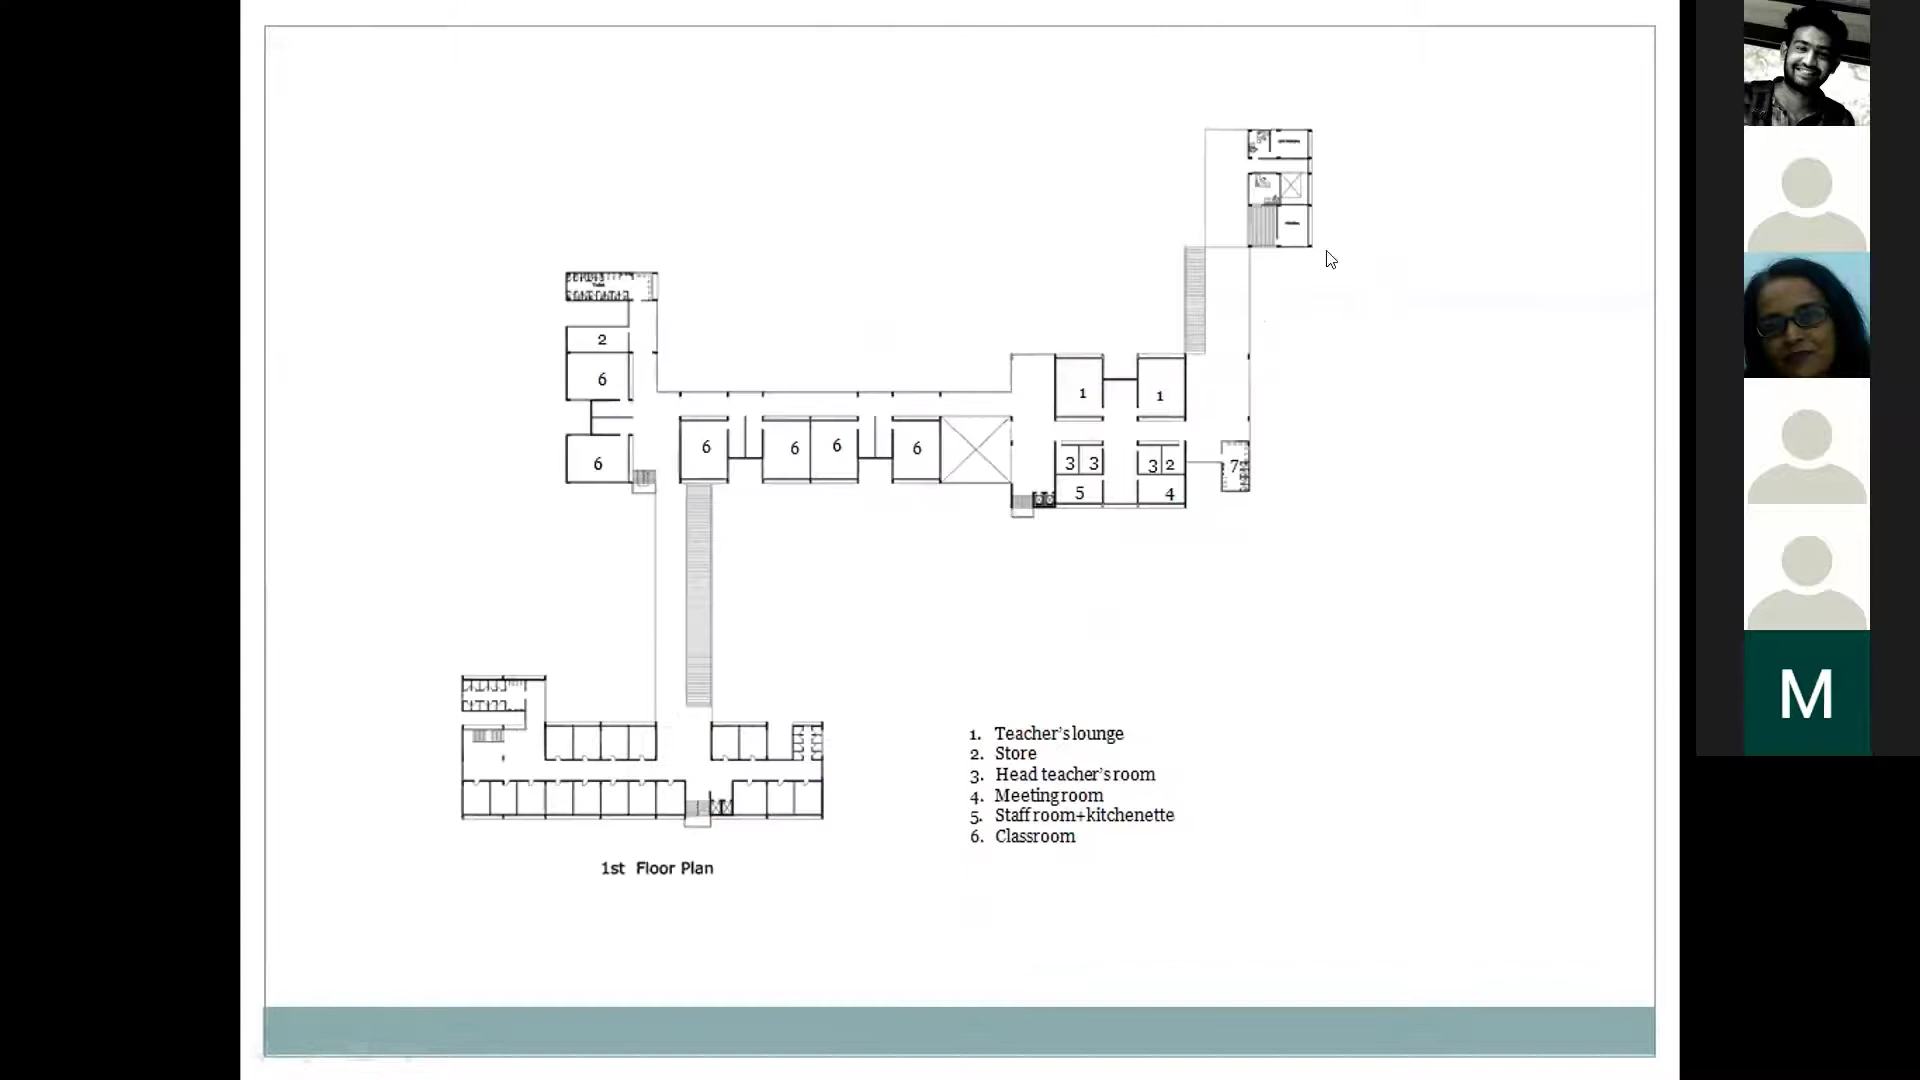 Toilet
2
6
6
6
6
6
6
1
1
3
3
3
2
5
4
7
1. Teacher's lounge
2. Store
3. Head teacher's room
4. Meeting room
5. Staff room+kitchenette
6. Classroom
1st Floor Plan
M